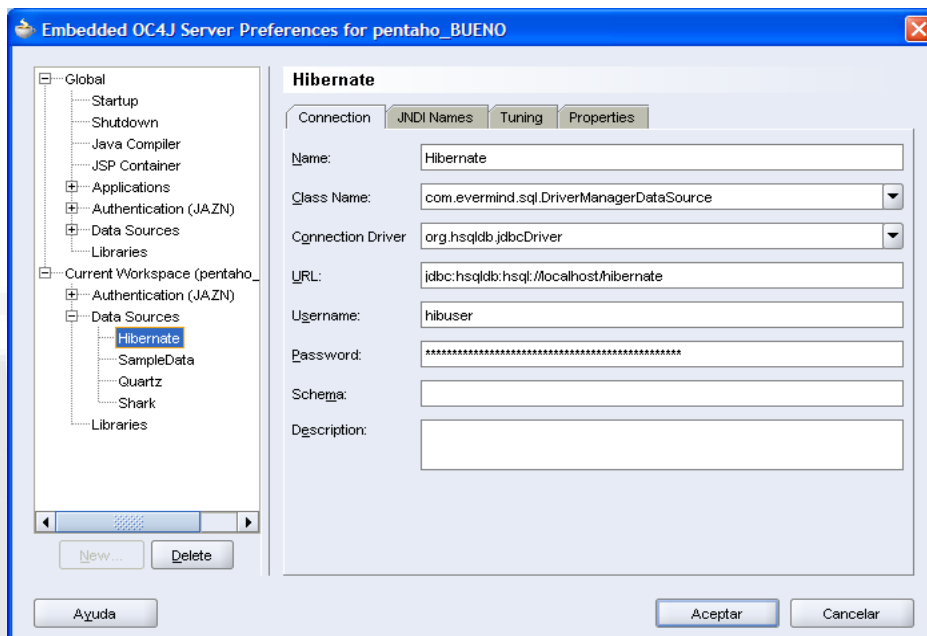 Embedded OC4J Server Preferences for pentaho_BUENO
Global
Startup
Shutdown
Java Compiler
JSP Container
Applications
Authentication (JAZN)
Data Sources
Libraries
Current Workspace (pentaho_
Authentication (JAZN)
Data Sources
Hibernate
SampleData
Quartz
Shark
Libraries
New...
Delete
Hibernate
Connection JNDI Names Tuning Properties
Name: Hibernate
Class Name: com.evermind.sql.DriverManagerDataSource
Connection Driver org.hsqldb.jdbcDriver
URL: jdbc:hsqldb:hsql://localhost/hibernate
Username: hibuser
Password: **************************************************
Schema:
Description:
Ayuda
Aceptar Cancelar